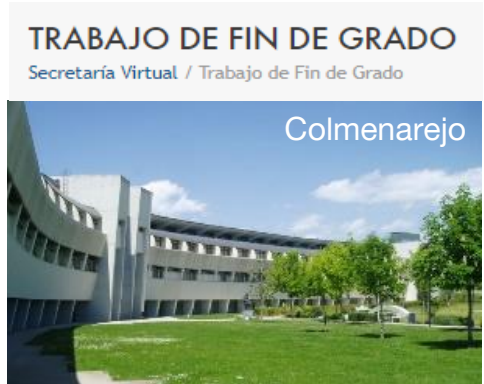 TRABAJO DE FIN DE GRADO
Secretaría Virtual / Trabajo de Fin de Grado
Colmenarejo